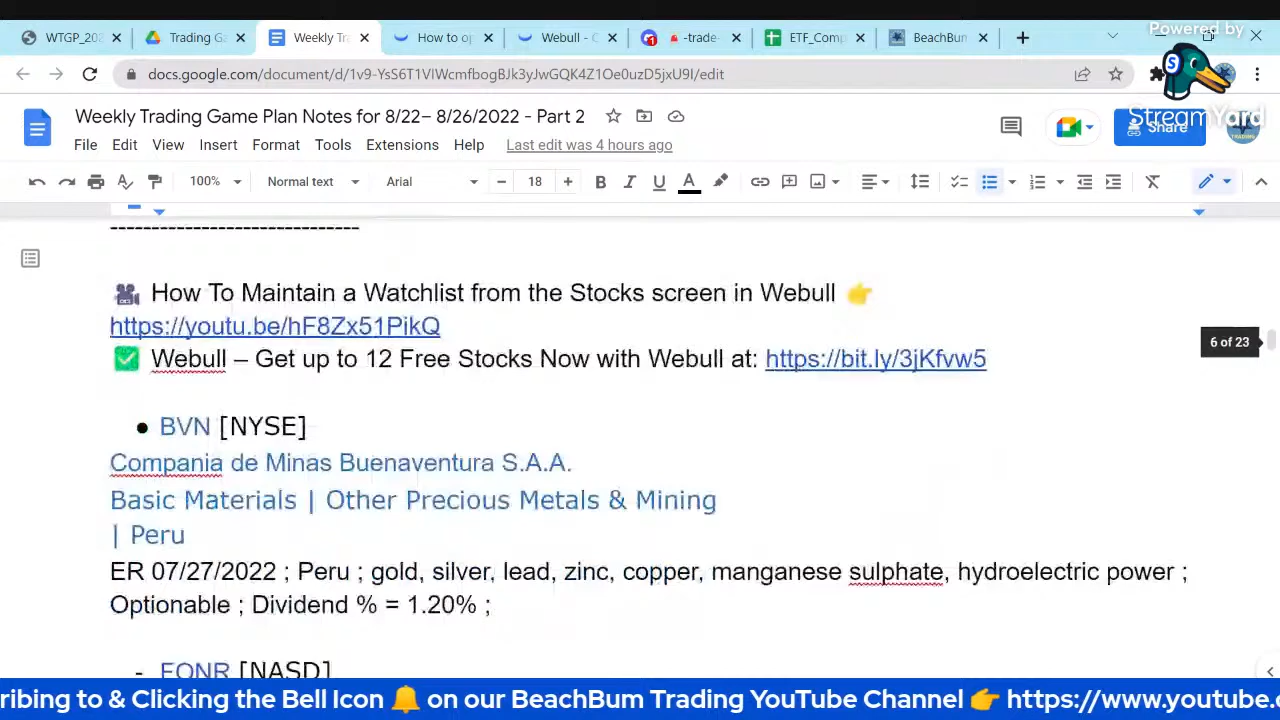 Powered by
StreamYard
WTGP_202
Trading Ga
Weekly Tr
How to
Webull - C
-trade-
ETF_Comp
BeachBum
docs.google.com/document/d/1v9-YsS6T1VlWcnt0bogBk3yJwGQK4Z1Oe0uzD5jxU9I/edit
Weekly Trading Game Plan Notes for 8/22– 8/26/2022 - Part 2
Share
File Edit View Insert Format Tools Extensions Help Last edit was 4 hours ago
100% Normal text Arial 18
------------------------------
How To Maintain a Watchlist from the Stocks screen in Webull 👉
https://youtu.be/hF8Zx51PikQ
✅ Webull – Get up to 12 Free Stocks Now with Webull at: https://bit.ly/3jKfvw5
6 of 23
● BVN [NYSE]
Compania de Minas Buenaventura S.A.A.
Basic Materials | Other Precious Metals & Mining
| Peru
ER 07/27/2022 ; Peru ; gold, silver, lead, zinc, copper, manganese sulphate, hydroelectric power ;
Optionable ; Dividend % = 1.20% ;
- EQNR [NASD]
ribing to & Clicking the Bell Icon 🔔 on our BeachBum Trading YouTube Channel 👉 https://www.youtube.c